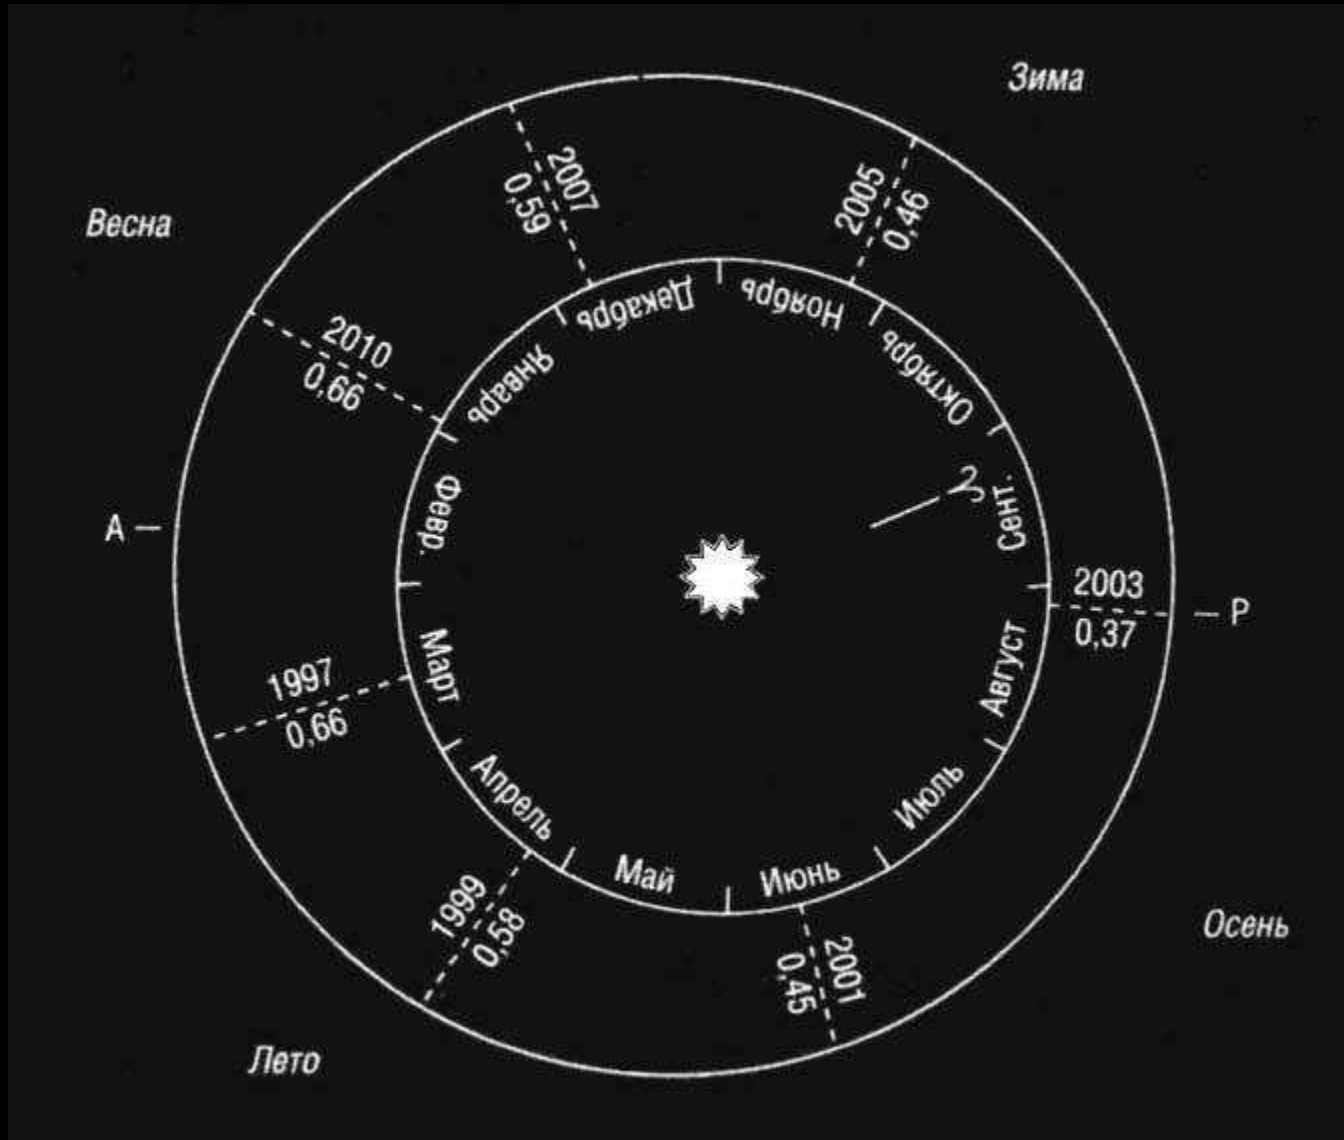 Зима
Весна
Лето
Осень
А
Р
2007
0,59
2005
0,46
2010
0,66
2003
0,37
1997
0,66
1999
0,58
2001
0,45
Январь
Февр.
Март
Апрель
Май
Июнь
Июль
Август
Сент.
Октябрь
Ноябрь
Декабрь